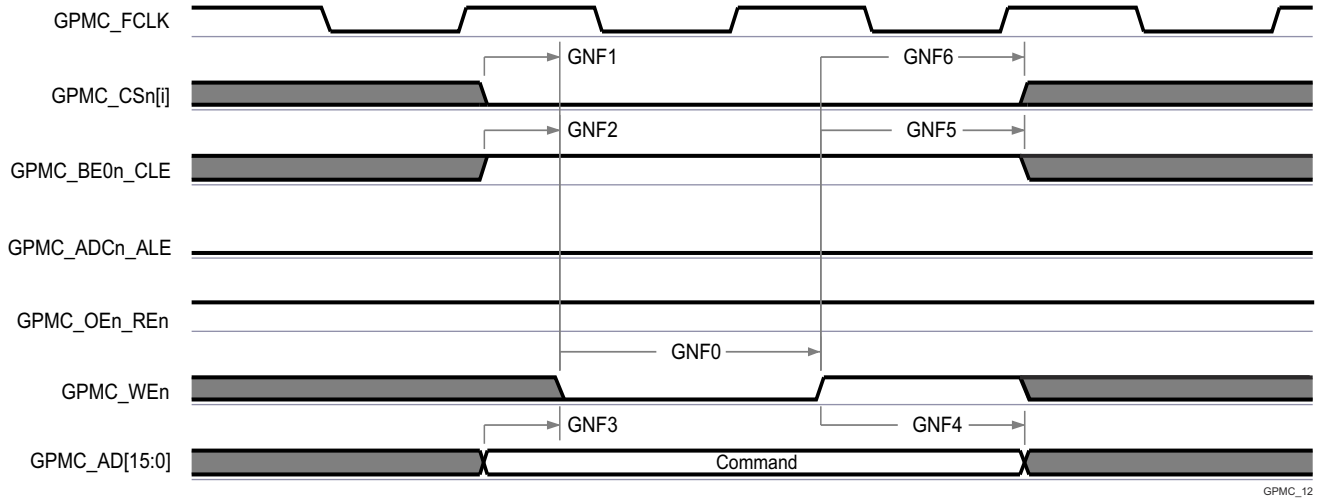 GPMC_FCLK
GNF1
GNF6
GPMC_CSn[i]
GNF2
GNF5
GPMC_BE0n_CLE
GPMC_ADCn_ALE
GPMC_OEn_REn
GNF0
GPMC_WEn
GNF3
GNF4
GPMC_AD[15:0]
Command
GPMC_12